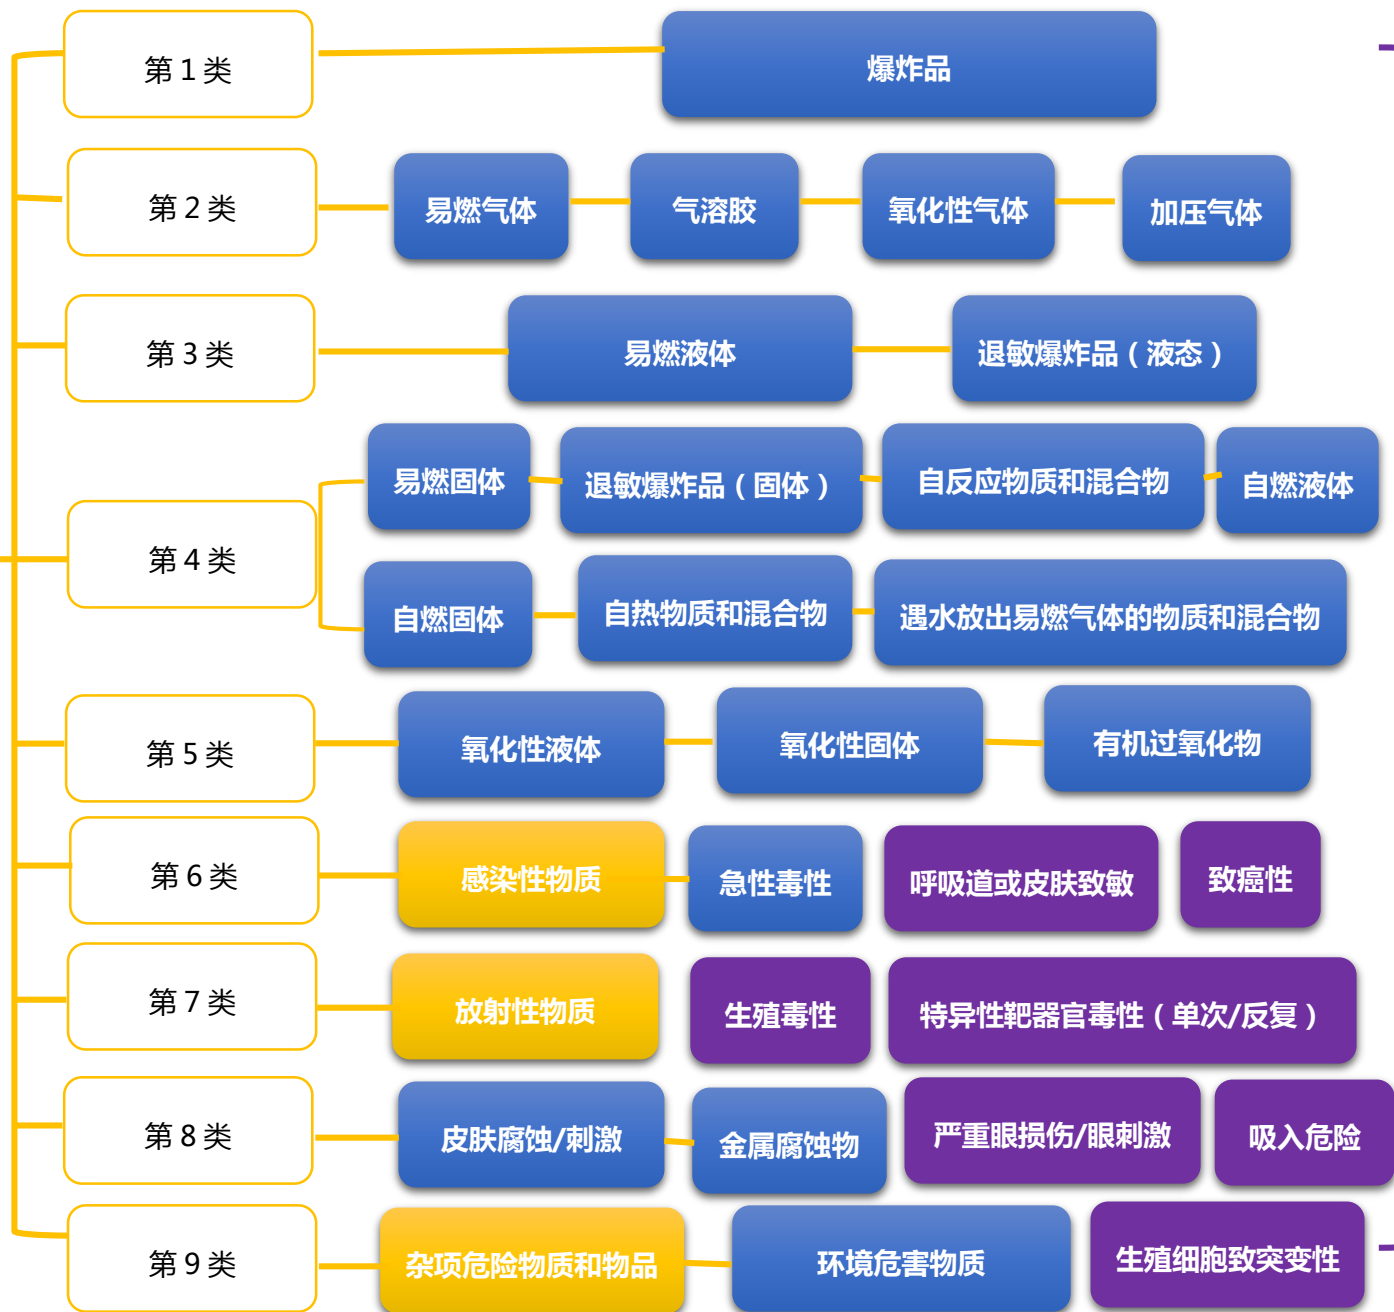 第1类
爆炸品
第2类
易燃气体
气溶胶
氧化性气体
加压气体
第3类
易燃液体
退敏爆炸品（液态）
第4类
易燃固体
退敏爆炸品（固体）
自反应物质和混合物
自燃液体
自燃固体
自热物质和混合物
遇水放出易燃气体的物质和混合物
第5类
氧化性液体
氧化性固体
有机过氧化物
第6类
感染性物质
急性毒性
呼吸道或皮肤致敏
致癌性
第7类
放射性物质
生殖毒性
特异性靶器官毒性（单次/反复）
第8类
皮肤腐蚀/刺激
金属腐蚀物
严重眼损伤/眼刺激
吸入危险
第9类
杂项危险物质和物品
环境危害物质
生殖细胞致突变性